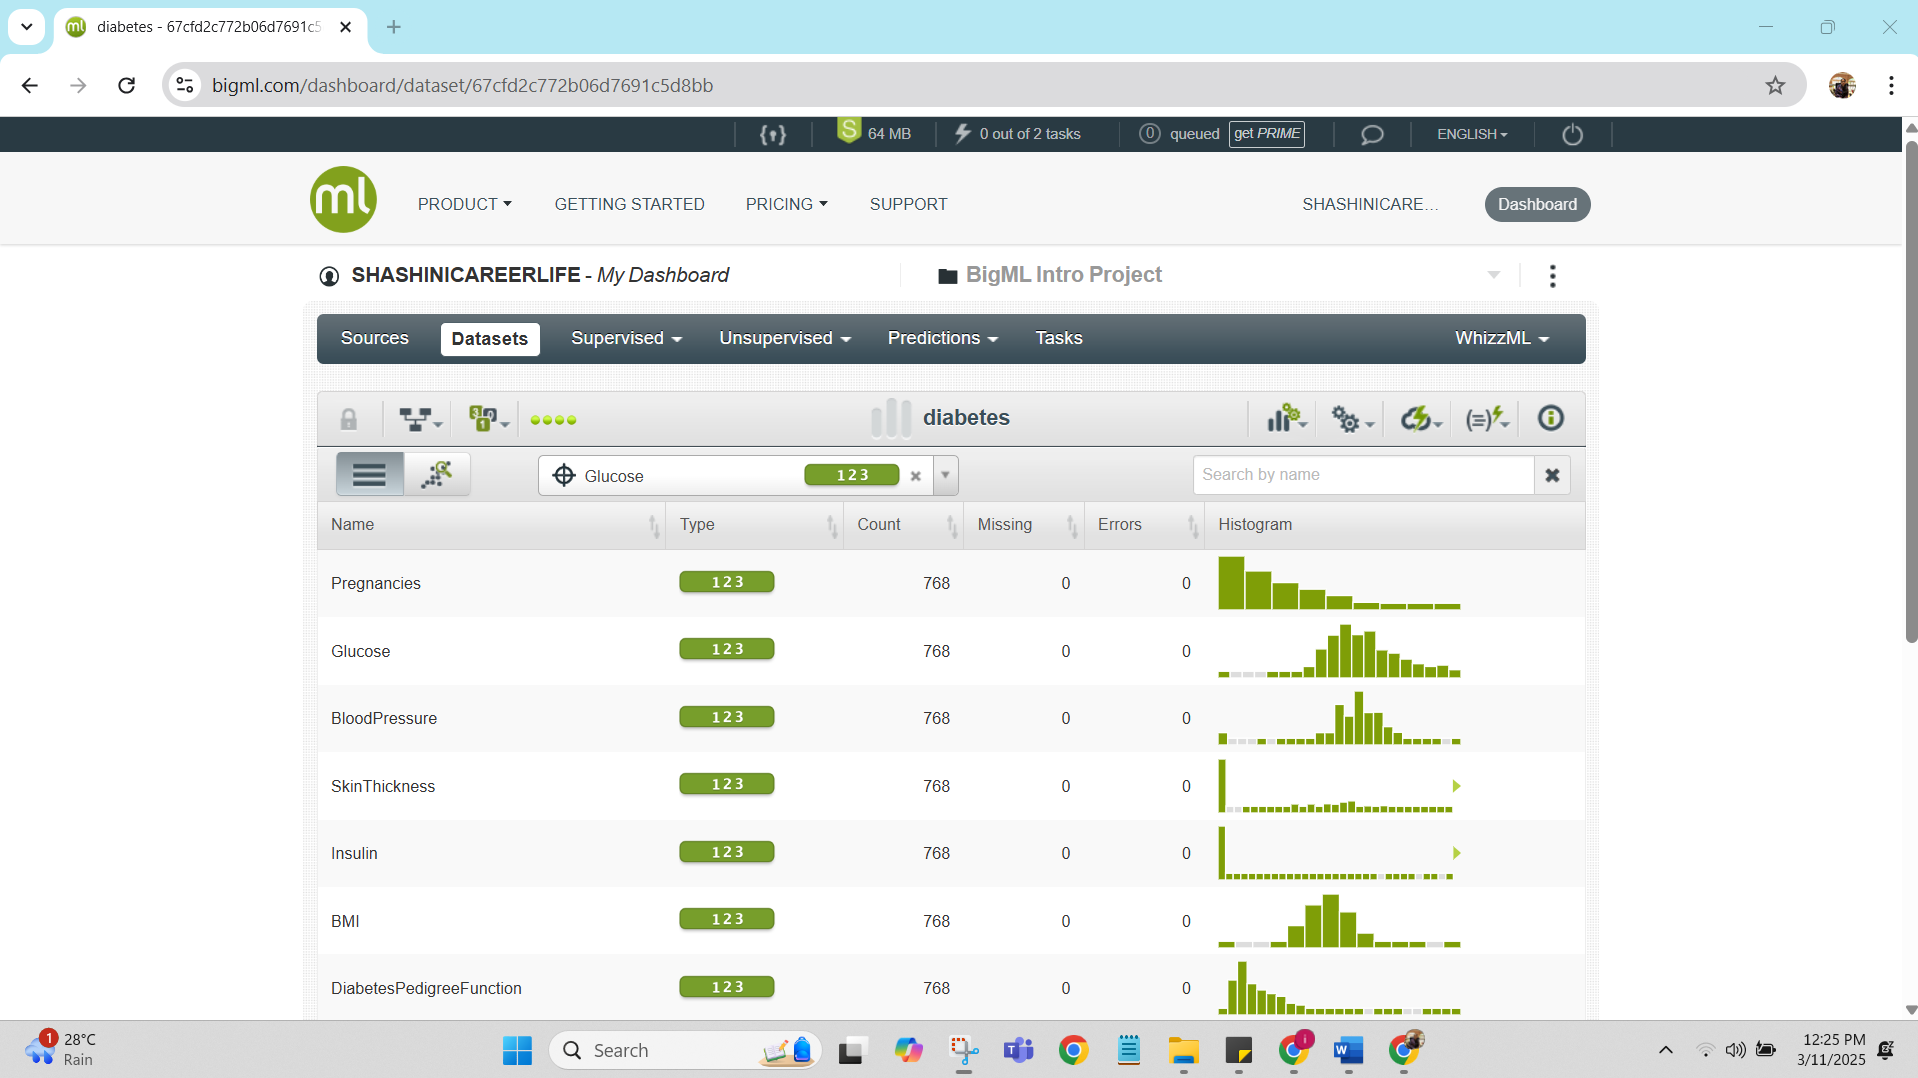 ml diabetes - 67cfd2c772b06d7691c5
bigml.com/dashboard/dataset/67cfd2c772b06d7691c5d8bb
S 64 MB 0 out of 2 tasks 0 queued get PRIME ENGLISH
ml PRODUCT GETTING STARTED PRICING SUPPORT SHASHINICARE... Dashboard
SHASHINICAREERLIFE - My Dashboard BigML Intro Project
Sources Datasets Supervised Unsupervised Predictions Tasks WhizzML
diabetes
Glucose 123 Search by name
Name Type Count Missing Errors Histogram
Pregnancies 123 768 0 0
Glucose 123 768 0 0
BloodPressure 123 768 0 0
SkinThickness 123 768 0 0
Insulin 123 768 0 0
BMI 123 768 0 0
DiabetesPedigreeFunction 123 768 0 0
1 28°C
Rain
Search
12:25 PM
3/11/2025